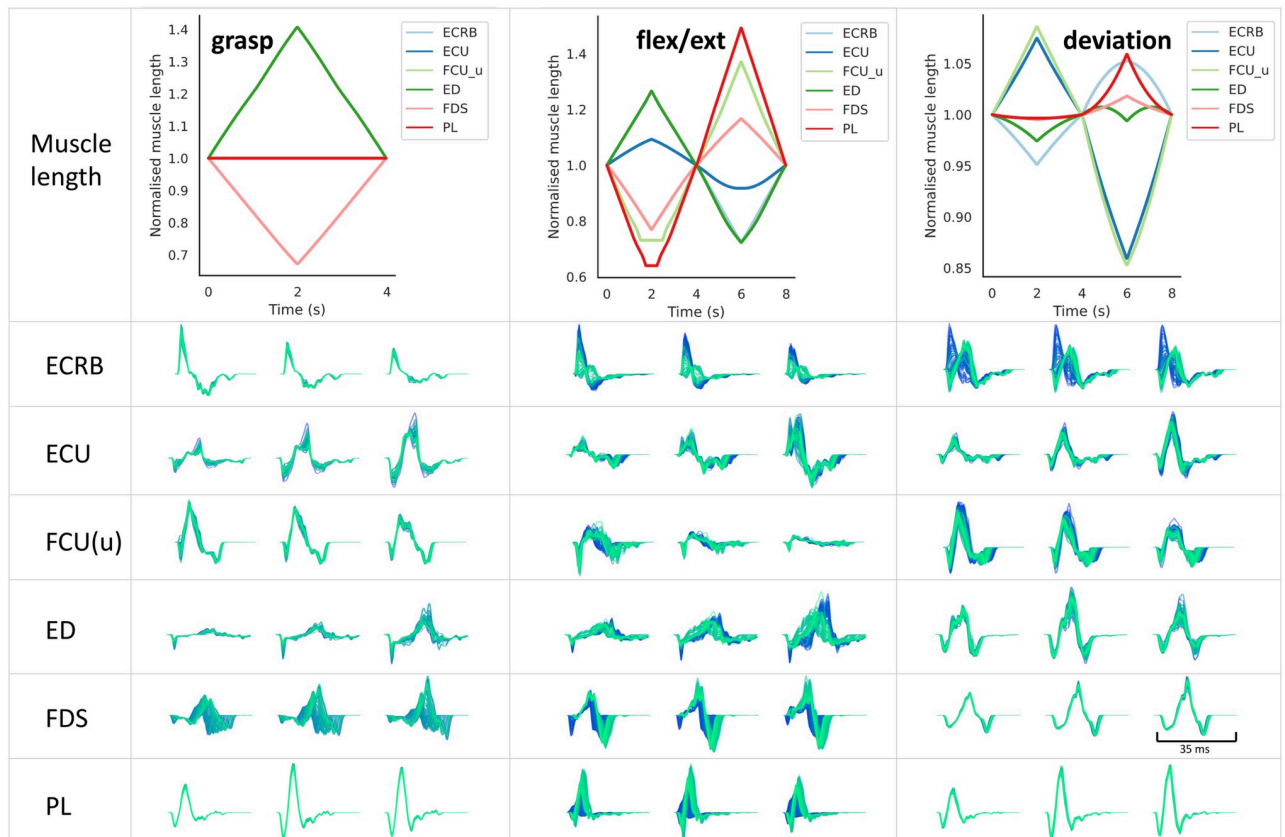 grasp
ECRB
ECU
FCU_u
ED
FDS
PL
Normalised muscle length
1.4
1.3
1.2
1.1
1.0
0.9
0.8
0.7
0
2
4
Time (s)
flex/ext
ECRB
ECU
FCU_u
ED
FDS
PL
Normalised muscle length
1.4
1.2
1.0
0.8
0.6
0
2
4
6
8
Time (s)
deviation
ECRB
ECU
FCU_u
ED
FDS
PL
Normalised muscle length
1.05
1.00
0.95
0.90
0.85
0
2
4
6
8
Time (s)
Muscle
length
ECRB
ECU
FCU(u)
ED
FDS
35 ms
PL